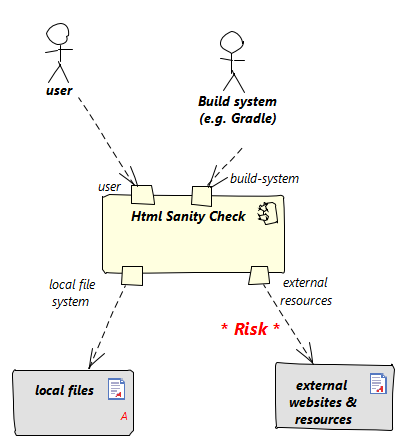 user
Build system
(e.g. Gradle)
user
build-system
Html Sanity Check
local file
system
external
resources
* Risk *
local files
A
external
websites &
resources